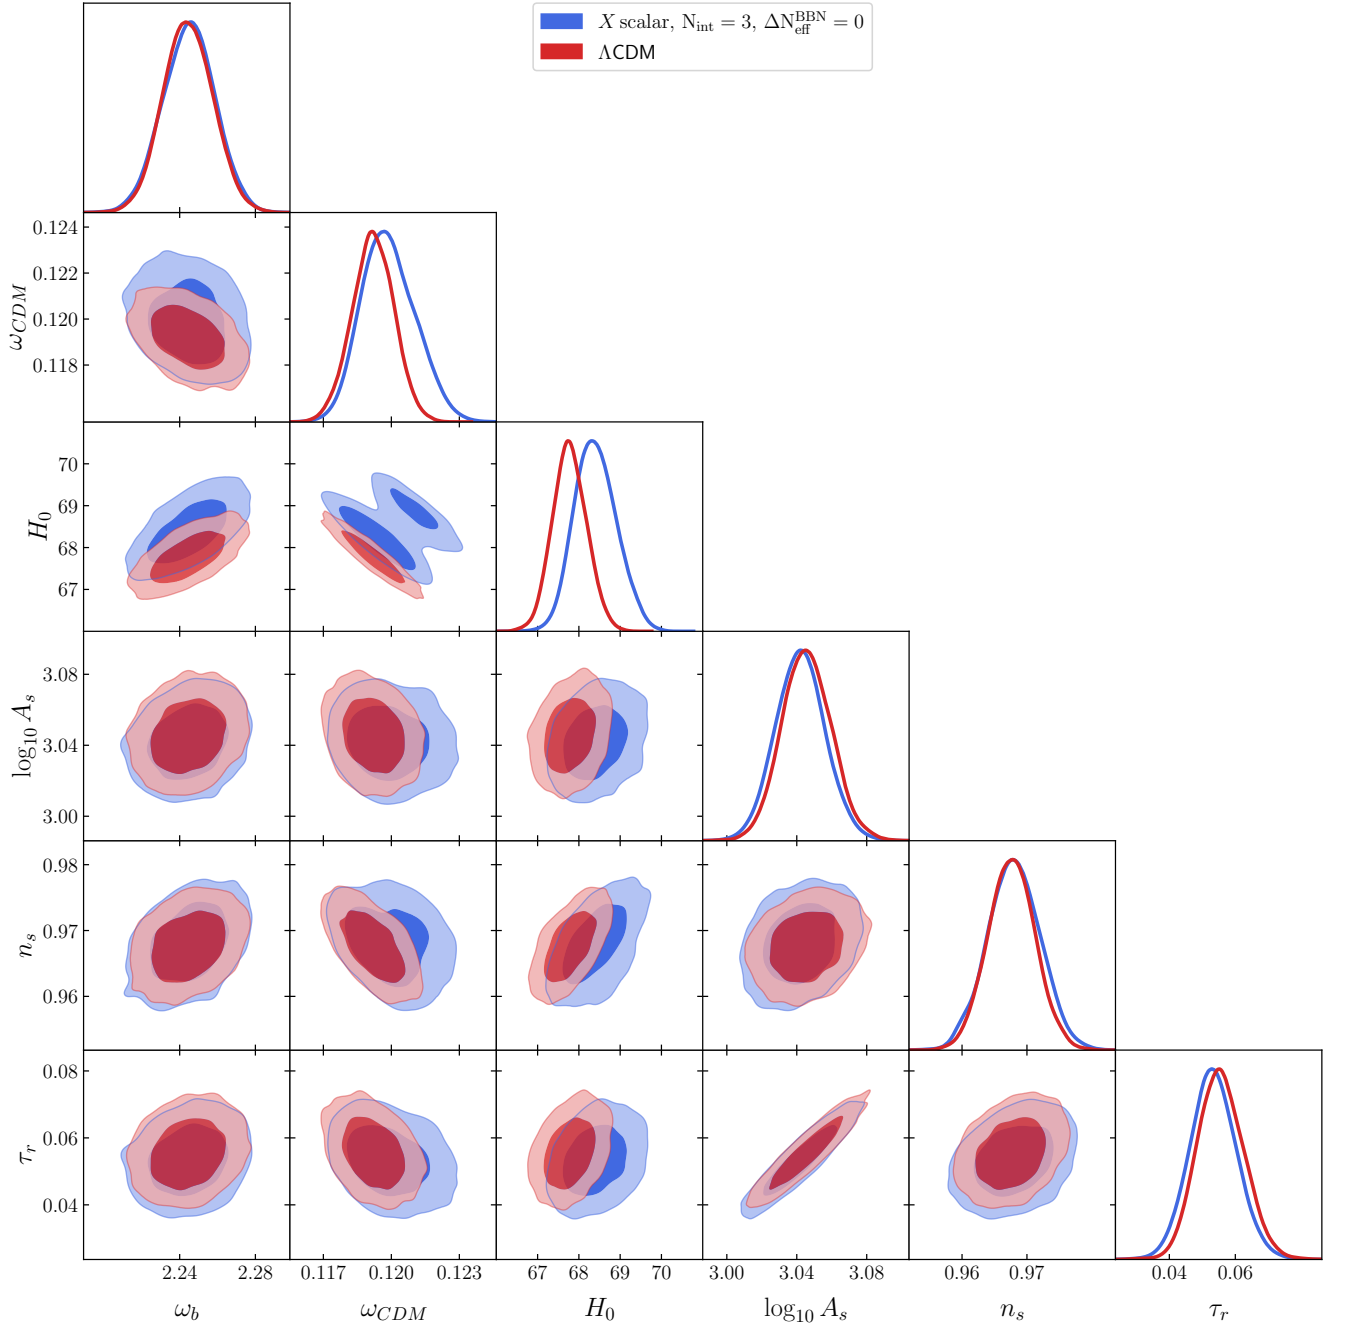 X scalar, N_int = 3, ΔN_eff^BBN = 0
ΛCDM
0.124
0.122
0.120
0.118
ω_CDM
70
69
68
67
H_0
3.08
3.04
3.00
log_10 A_s
0.98
0.97
0.96
n_s
0.08
0.06
0.04
τ_r
2.24 2.28 0.117 0.120 0.123 67 68 69 70 3.00 3.04 3.08 0.96 0.97 0.04 0.06
ω_b ω_CDM H_0 log_10 A_s n_s τ_r